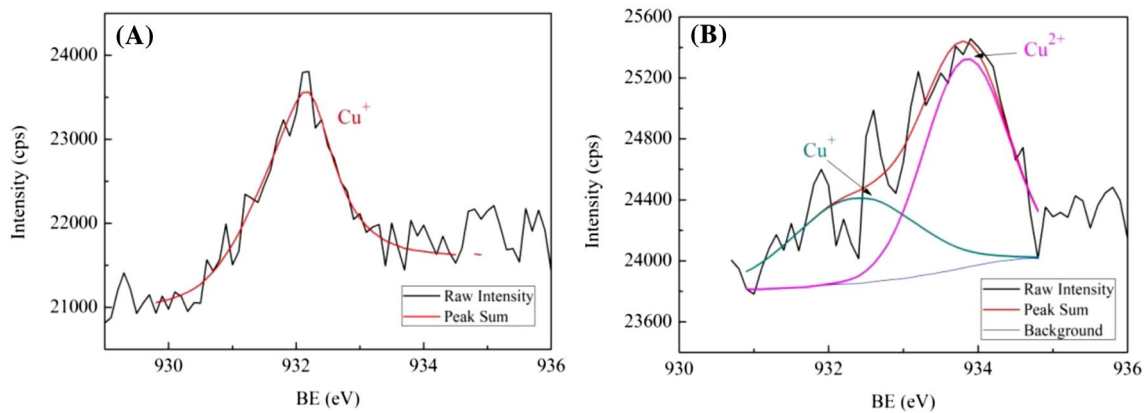 (A)
24000
23000
22000
21000
Intensity (cps)
Cu⁺
Raw Intensity
Peak Sum
930
932
934
936
BE (eV)
(B)
25600
25200
24800
24400
24000
23600
Intensity (cps)
Cu²⁺
Cu⁺
Raw Intensity
Peak Sum
Background
930
932
934
936
BE (eV)